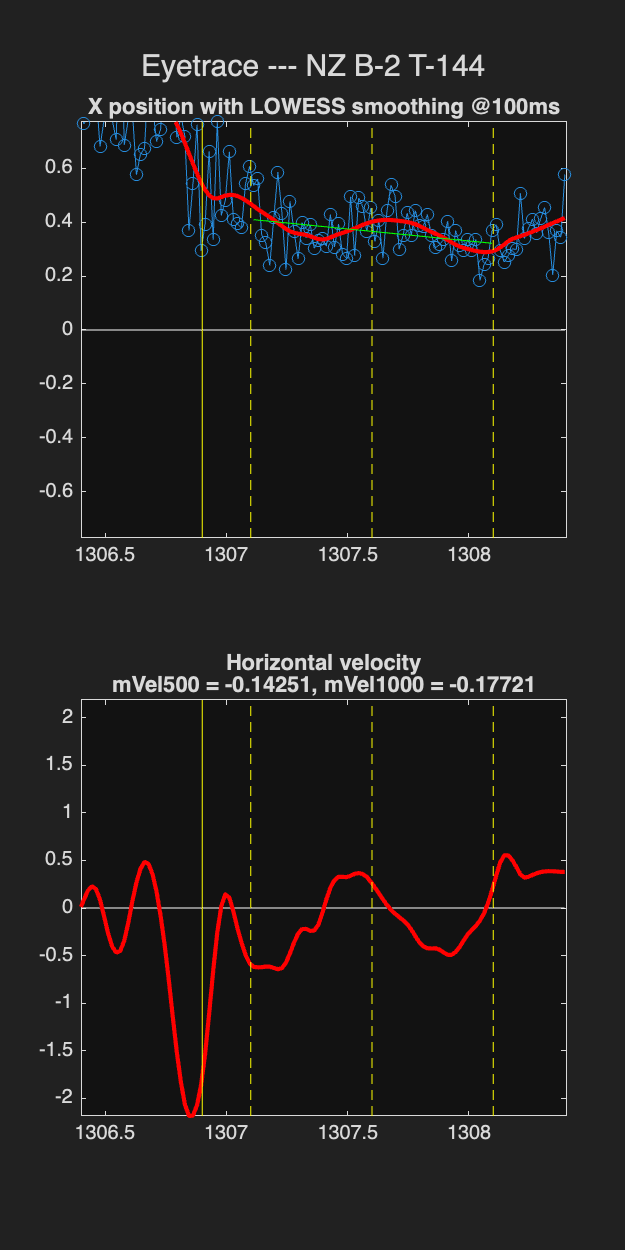 Eyetrace --- NZ B-2 T-144
X position with LOWESS smoothing @100ms
0.6
0.4
0.2
0
-0.2
-0.4
-0.6
1306.5 1307 1307.5 1308
Horizontal velocity
mVel500 = -0.14251, mVel1000 = -0.17721
2
1.5
1
0.5
0
-0.5
-1
-1.5
-2
1306.5 1307 1307.5 1308